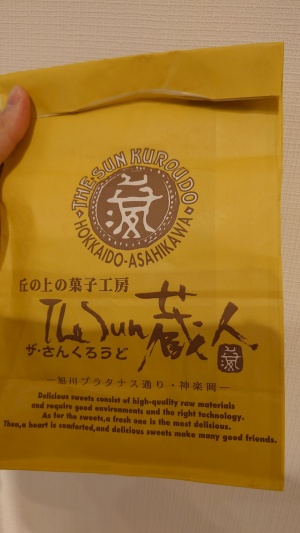 THE·SUN KUROUDO
HOKKAIDO-ASAHIKAWA
丘の上の菓子工房
The Sun 蔵人
ザ・さんくろうど
—旭川プラタナス通り・神楽岡—
Delicious sweets consist of high-quality raw materials
and require good environments and the right technology.
As for the sweets,a fresh one is the most delicious.
Then,a heart is comforted,and delicious sweets make many good friends.